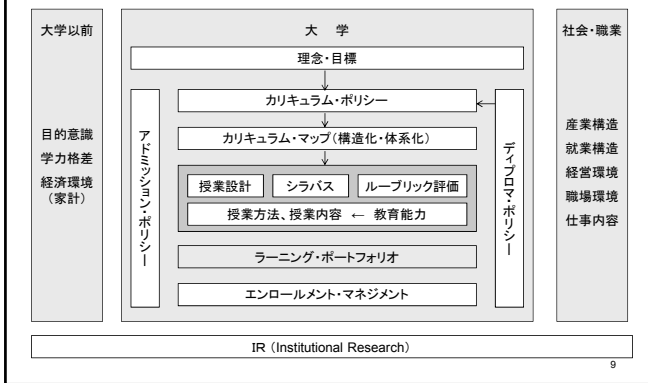 大学以前
目的意識
学力格差
経済環境
（家計）
大　学
理念・目標
アドミッション・ポリシー
カリキュラム・ポリシー
カリキュラム・マップ（構造化・体系化）
授業設計
シラバス
ルーブリック評価
授業方法、授業内容 ← 教育能力
ラーニング・ポートフォリオ
エンロールメント・マネジメント
ディプロマ・ポリシー
社会・職業
産業構造
就業構造
経営環境
職場環境
仕事内容
IR（Institutional Research）
9